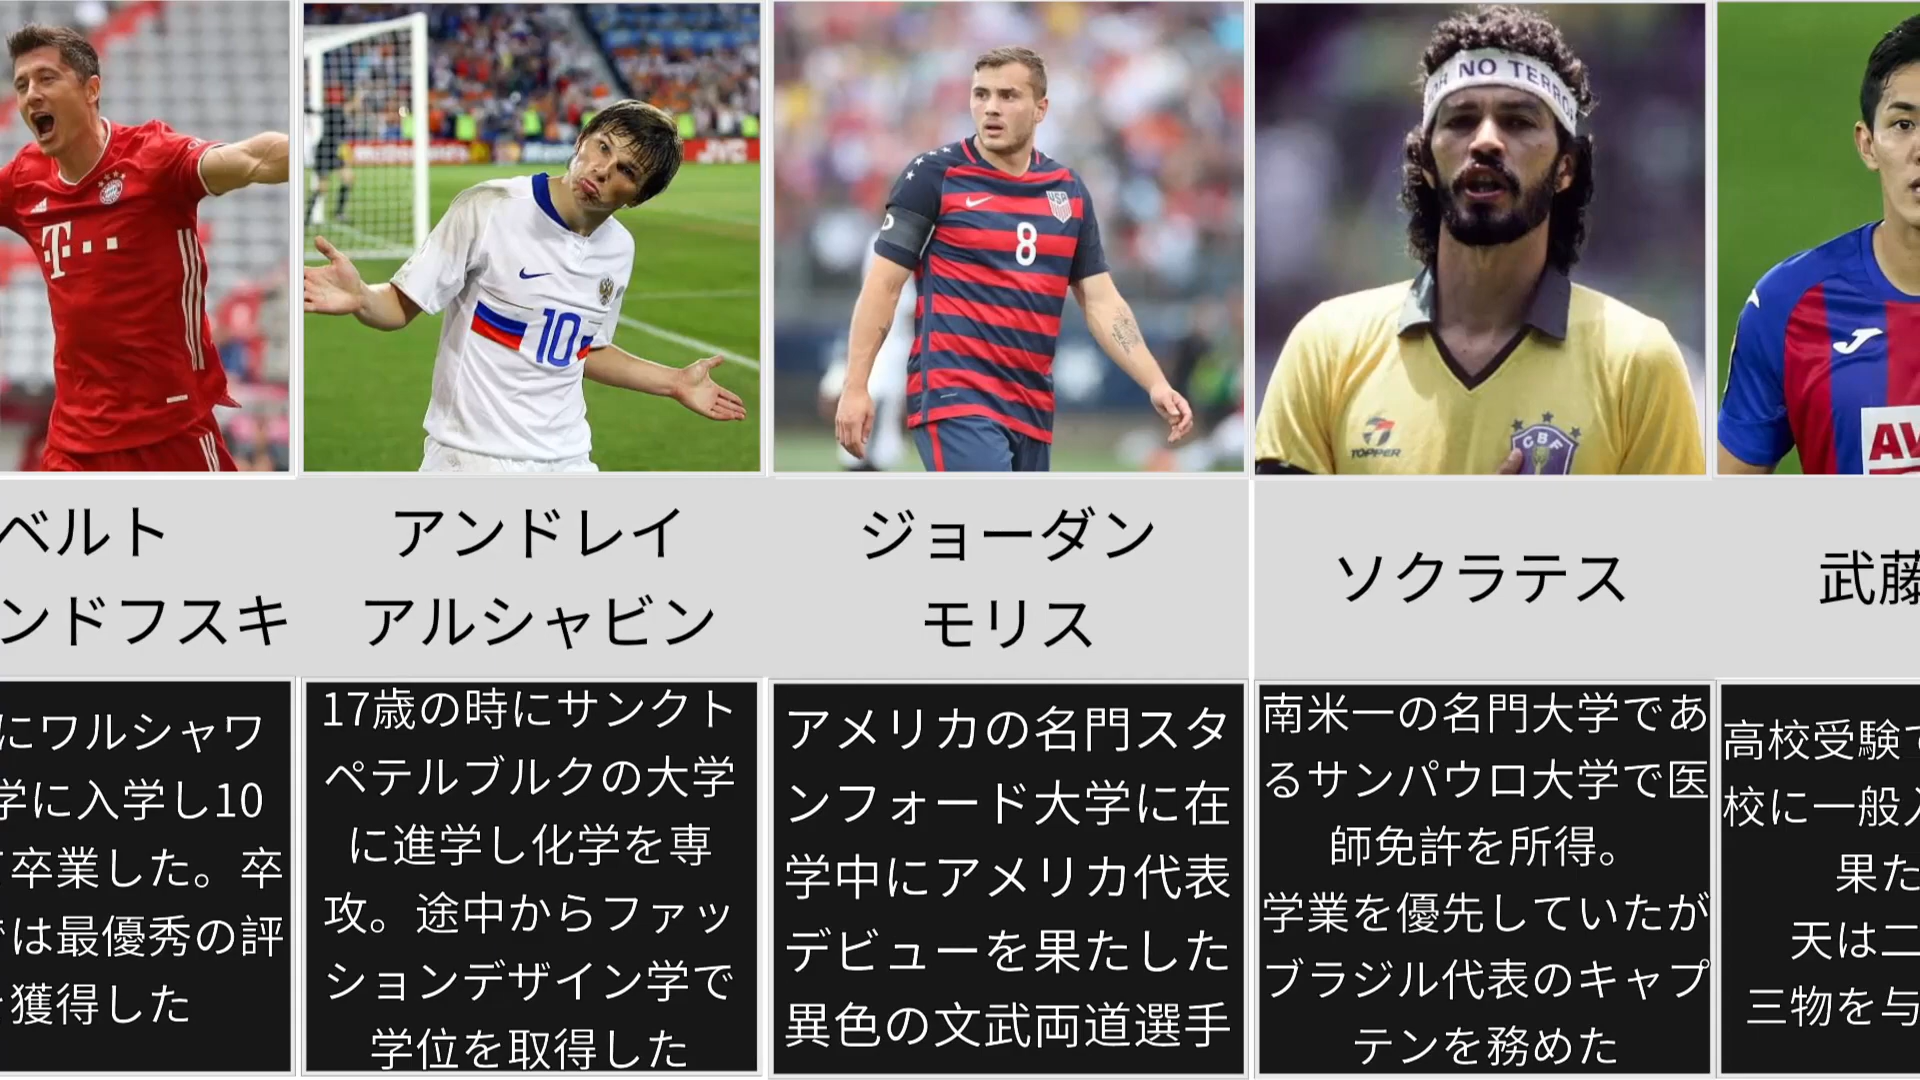 T
McDonald's
JVC
10
USA
8
NO TERROR
TOPPER
CBF
AV
ベルト
ンドフスキ
アンドレイ
アルシャビン
ジョーダン
モリス
ソクラテス
武藤
にワルシャワ
学に入学し10
て卒業した。卒
では最優秀の評
を獲得した
17歳の時にサンクト
ペテルブルクの大学
に進学し化学を専
攻。途中からファッ
ションデザイン学で
学位を取得した
アメリカの名門スタ
ンフォード大学に在
学中にアメリカ代表
デビューを果たした
異色の文武両道選手
南米一の名門大学であ
るサンパウロ大学で医
師免許を所得。
学業を優先していたが
ブラジル代表のキャプ
テンを務めた
高校受験で
校に一般入
果た
天は二
三物を与